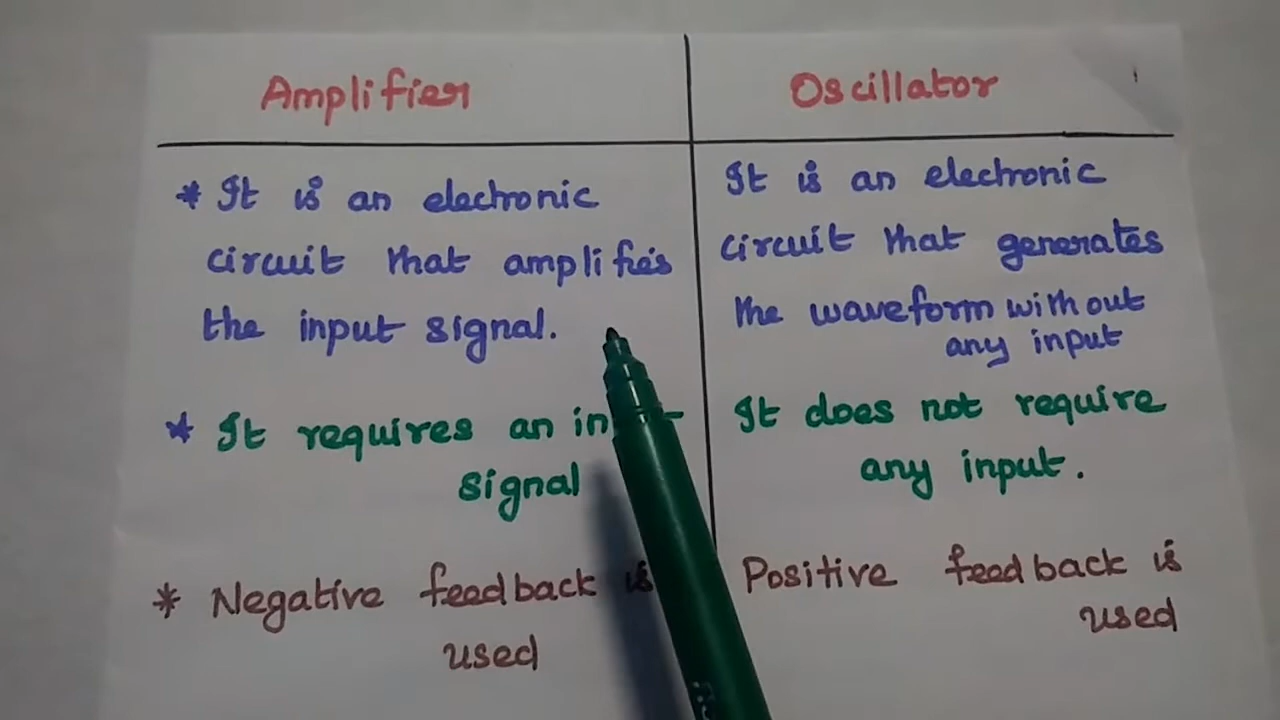 Amplifier
* It is an electronic
circuit that amplifies
the input signal.
* It requires an
signal
* Negative feedback is
used
Oscillator
It is an electronic
circuit that generates
the waveform without
any input
It does not require
any input.
Positive feedback is
used